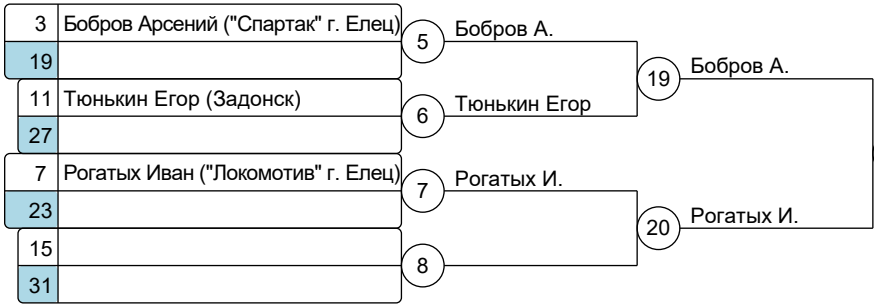 3 Бобров Арсений ("Спартак" г. Елец)
5 Бобров А.
19
19 Бобров А.
11 Тюнькин Егор (Задонск)
6 Тюнькин Егор
27
7 Рогатых Иван ("Локомотив" г. Елец)
7 Рогатых И.
23
20 Рогатых И.
15
8
31